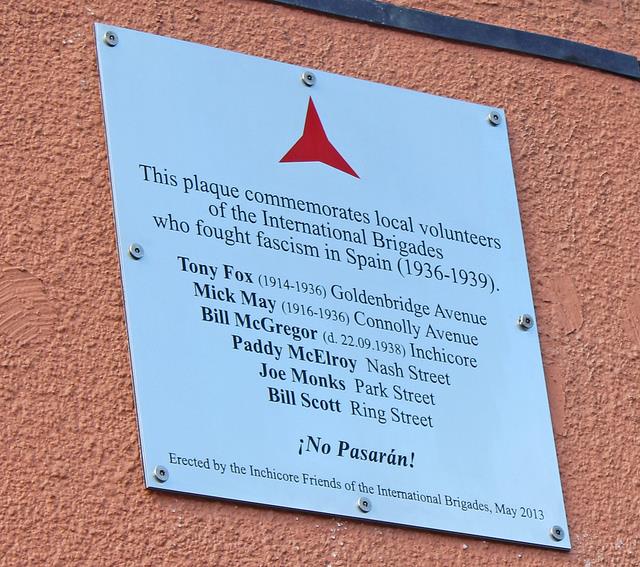 This plaque commemorates local volunteers
of the International Brigades
who fought fascism in Spain (1936-1939).
Tony Fox (1914-1936) Goldenbridge Avenue
Mick May (1916-1936) Connolly Avenue
Bill McGregor (d. 22.09.1938) Inchicore
Paddy McElroy Nash Street
Joe Monks Park Street
Bill Scott Ring Street
¡No Pasarán!
Erected by the Inchicore Friends of the International Brigades, May 2013